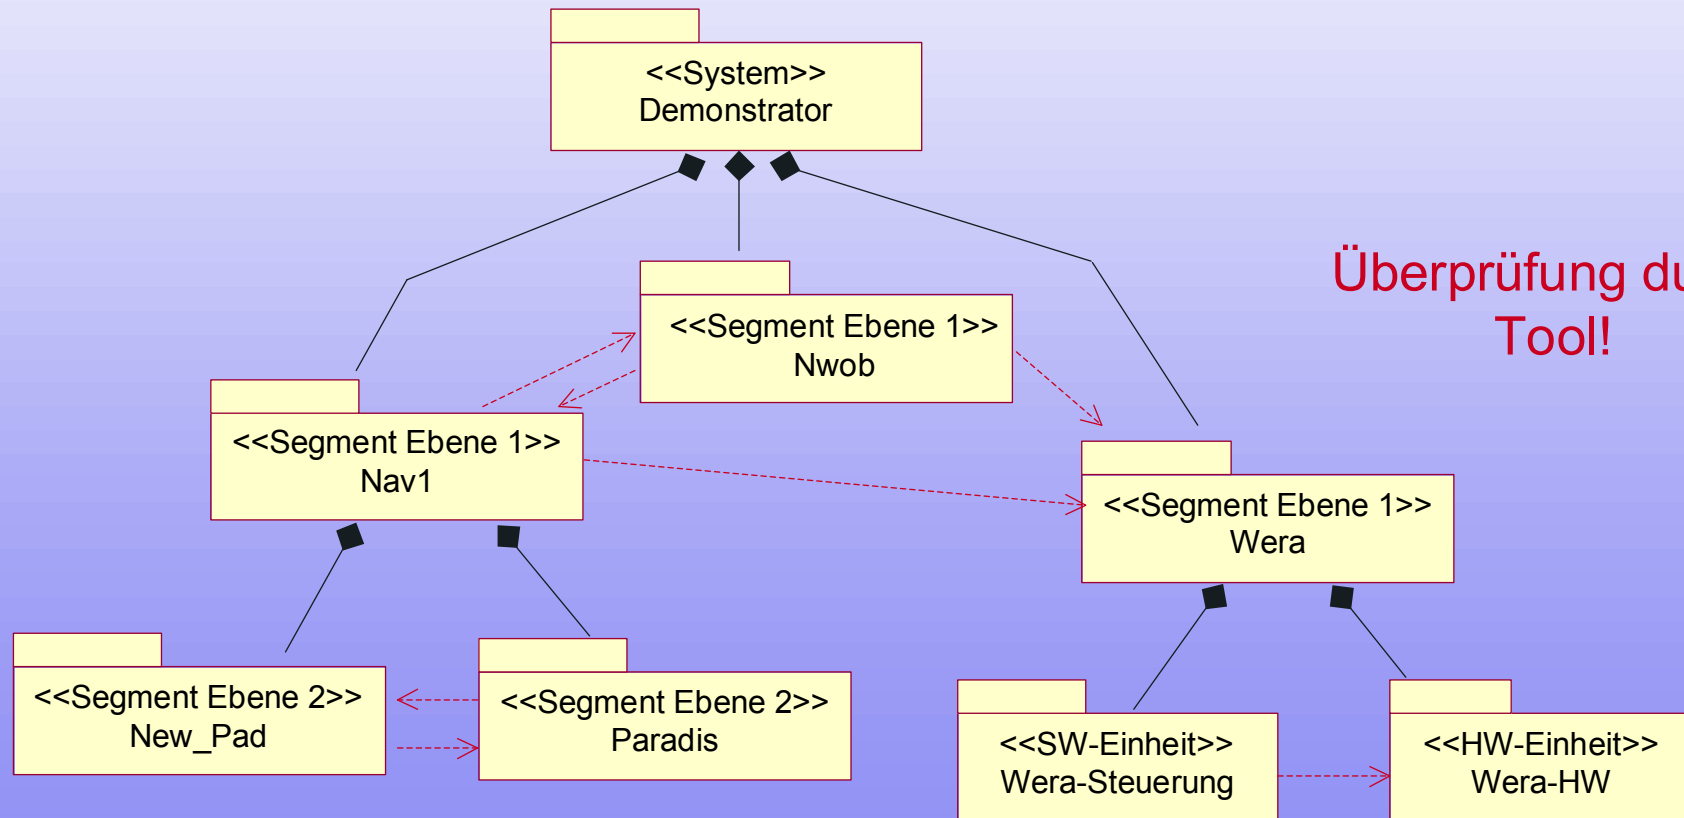 <<System>>
Demonstrator
Überprüfung
Tool!
<<Segment Ebene 1>>
Nwob
<<Segment Ebene 1>>
Nav1
<<Segment Ebene 1>>
Wera
<<Segment Ebene 2>>
New_Pad
<<Segment Ebene 2>>
Paradis
<<SW-Einheit>>
Wera-Steuerung
<<HW-Einheit>>
Wera-HW